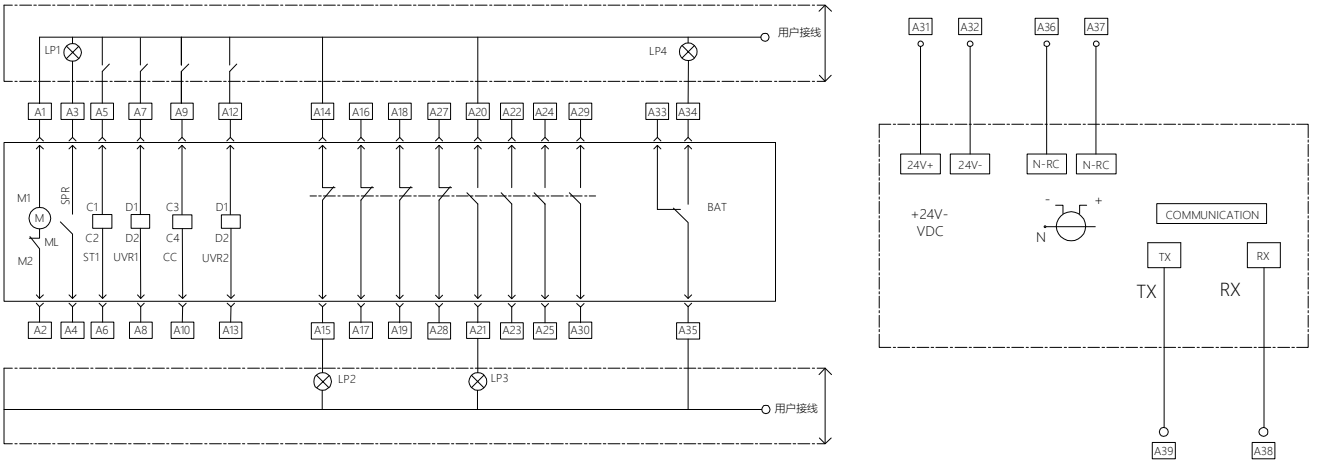 LP1
LP4
用户接线
A1 A3 A5 A7 A9 A12 A14 A16 A18 A27 A20 A22 A24 A29 A33 A34
M1
M
M2
ML
SPR
C1
C2
ST1
D1
D2
UVR1
C3
C4
CC
D1
D2
UVR2
BAT
A2 A4 A6 A8 A10 A13 A15 A17 A19 A28 A21 A23 A25 A30 A35
LP2
LP3
用户接线
A31 A32 A36 A37
24V+ 24V- N-RC N-RC
+24V-
VDC
- +
N
COMMUNICATION
TX RX
TX RX
A39 A38